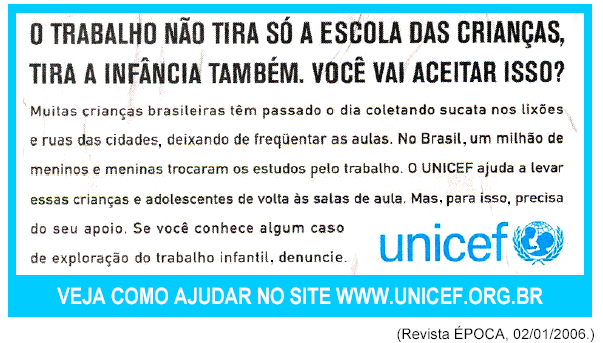 O TRABALHO NÃO TIRA SÓ A ESCOLA DAS CRIANÇAS,
TIRA A INFÂNCIA TAMBÉM. VOCÊ VAI ACEITAR ISSO?
Muitas crianças brasileiras têm passado o dia coletando sucata nos lixões
e ruas das cidades, deixando de freqüentar as aulas. No Brasil, um milhão de
meninos e meninas trocaram os estudos pelo trabalho. O UNICEF ajuda a levar
essas crianças e adolescentes de volta às salas de aula. Mas, para isso, precisa
do seu apoio. Se você conhece algum caso
de exploração do trabalho infantil, denuncie.
unicef
VEJA COMO AJUDAR NO SITE WWW.UNICEF.ORG.BR
(Revista ÉPOCA, 02/01/2006.)